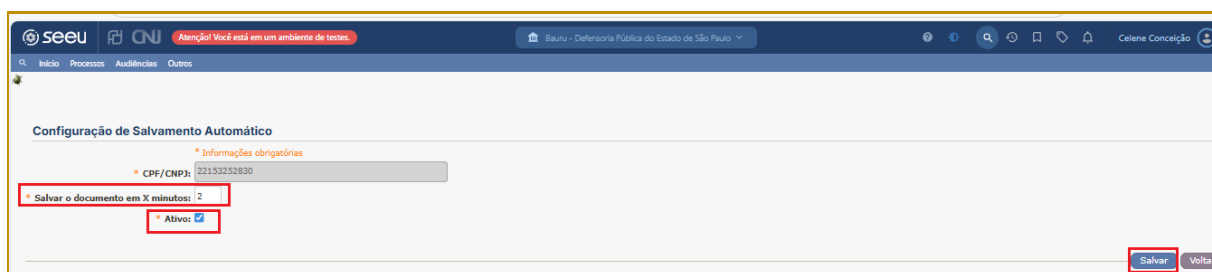 seeu CNJ Atenção! Você está em um ambiente de testes. Bauru - Defensoria Pública do Estado de São Paulo Celene Conceição
Início Processos Audiências Outros
Configuração de Salvamento Automático
* Informações obrigatórias
* CPF/CNPJ: 22153252830
* Salvar o documento em X minutos: 2
* Ativo:
Salvar Volta